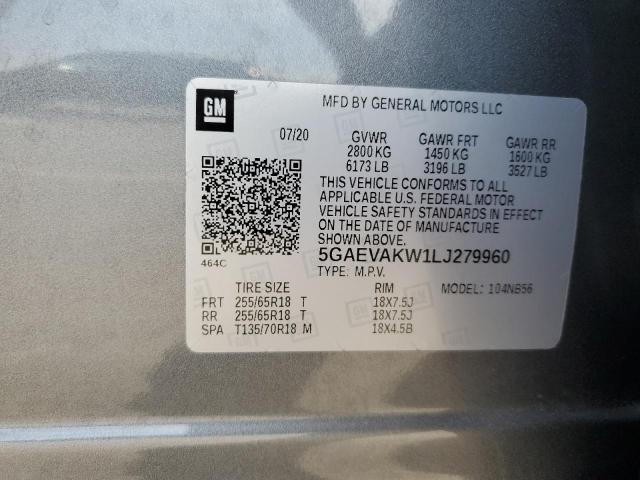 GM
MFD BY GENERAL MOTORS LLC
07/20 GVWR GAWR FRT GAWR RR
2800 KG 1450 KG 1600 KG
6173 LB 3196 LB 3527 LB
THIS VEHICLE CONFORMS TO ALL
APPLICABLE U.S. FEDERAL MOTOR
VEHICLE SAFETY STANDARDS IN EFFECT
ON THE DATE OF MANUFACTURE
SHOWN ABOVE.
464C
5GAEVAKW1LJ279960
TYPE: M.P.V.
TIRE SIZE RIM MODEL: 104NB56
FRT 255/65R18 T 18X7.5J
RR 255/65R18 T 18X7.5J
SPA T135/70R18 M 18X4.5B